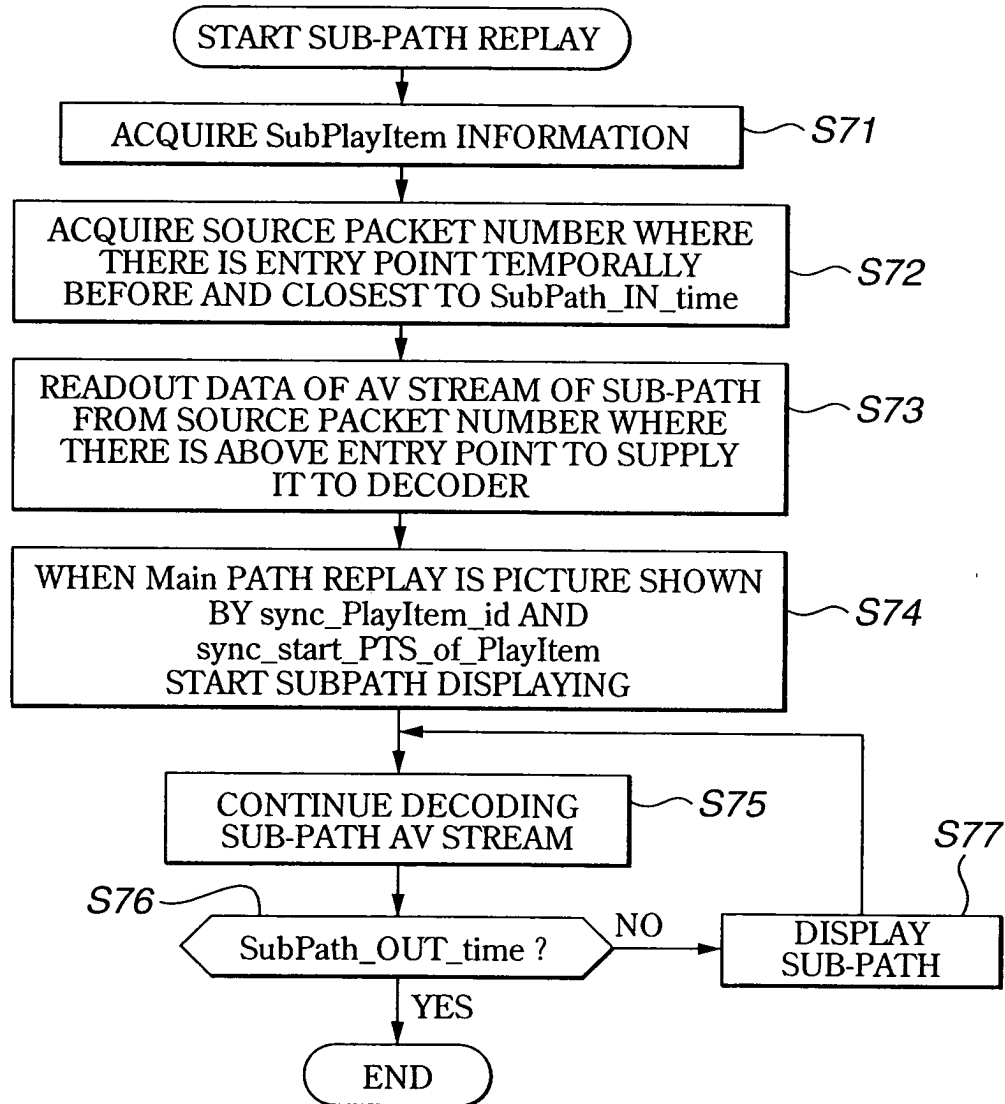 START SUB-PATH REPLAY
ACQUIRE SubPlayItem INFORMATION
S71
ACQUIRE SOURCE PACKET NUMBER WHERE
THERE IS ENTRY POINT TEMPORALLY
BEFORE AND CLOSEST TO SubPath_IN_time
S72
READOUT DATA OF AV STREAM OF SUB-PATH
FROM SOURCE PACKET NUMBER WHERE
THERE IS ABOVE ENTRY POINT TO SUPPLY
IT TO DECODER
S73
WHEN Main PATH REPLAY IS PICTURE SHOWN
BY sync_PlayItem_id AND
sync_start_PTS_of_PlayItem
START SUBPATH DISPLAYING
S74
CONTINUE DECODING
SUB-PATH AV STREAM
S75
S76
SubPath_OUT_time ?
NO
S77
DISPLAY
SUB-PATH
YES
END